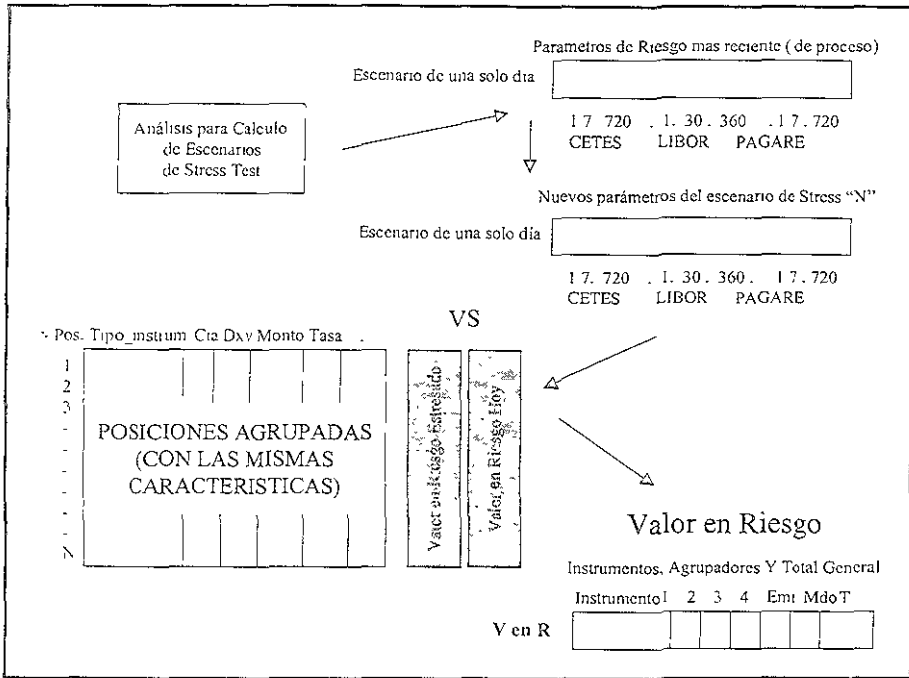 Parametros de Riesgo mas reciente ( de proceso)
Escenario de una solo dia
1 7 720 . 1. 30 . 360 . 1 7 . 720
CETES LIBOR PAGARE
Análisis para Calculo
de Escenarios
de Stress Test
Nuevos parámetros del escenario de Stress "N"
Escenario de una solo día
1 7. 720 . 1. 30 . 360 . 1 7 . 720
CETES LIBOR PAGARE
VS
Pos. Tipo_instrum Cta Dxv Monto Tasa .
1
2
3
-
-
-
-
-
-
N
POSICIONES AGRUPADAS
(CON LAS MISMAS
CARACTERISTICAS)
Valor en Riesgo Estresado
Valor en Riesgo Hoy
Valor en Riesgo
Instrumentos, Agrupadores Y Total General
Instrumento 1 2 3 4 Emi Mdo T
V en R